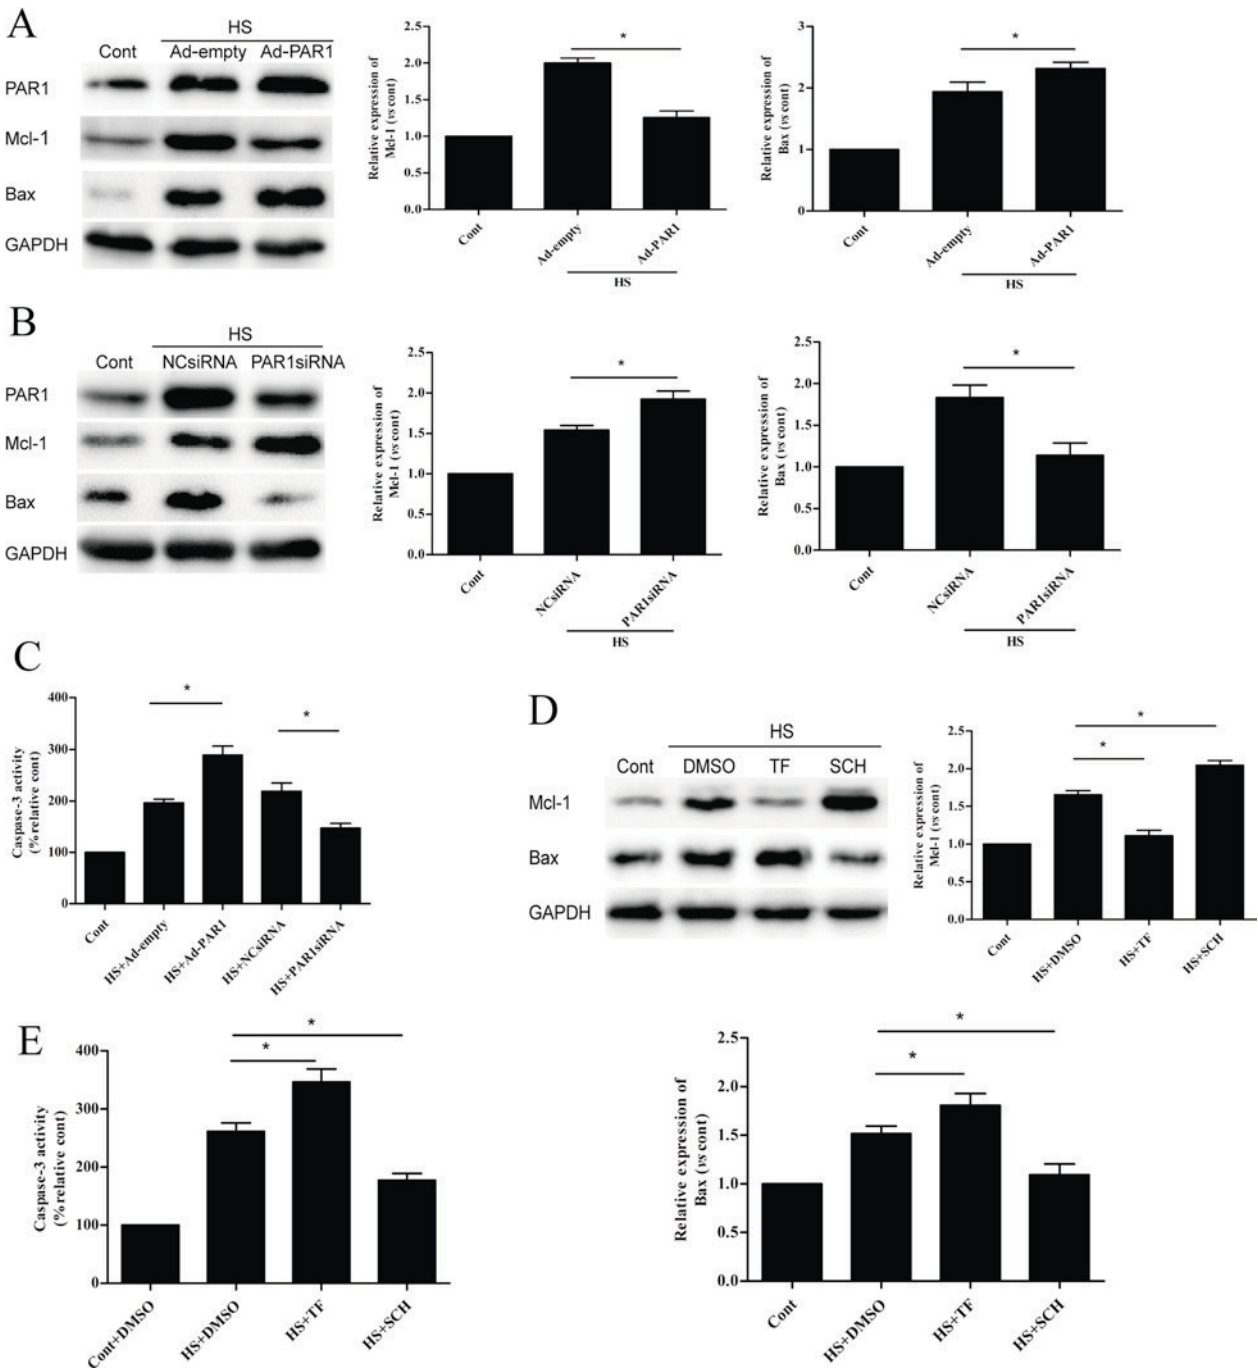 A
HS
Cont Ad-empty Ad-PAR1
PAR1
Mcl-1
Bax
GAPDH
Relative expression of
Mcl-1 (vs cont)
2.5
2.0
1.5
1.0
0.5
0.0
*
Cont
Ad-empty
Ad-PAR1
HS
Relative expression of
Bax (vs cont)
3
2
1
0
*
Cont
Ad-empty
Ad-PAR1
HS
B
HS
Cont NCsiRNA PAR1siRNA
PAR1
Mcl-1
Bax
GAPDH
Relative expression of
Mcl-1 (vs cont)
2.5
2.0
1.5
1.0
0.5
0.0
*
Cont
NCsiRNA
PAR1siRNA
HS
Relative expression of
Bax (vs cont)
2.5
2.0
1.5
1.0
0.5
0.0
*
Cont
NCsiRNA
PAR1siRNA
HS
C
Caspase-3 activity
(% relative cont)
400
300
200
100
0
*
*
Cont
HS+Ad-empty
HS+Ad-PAR1
HS+NCsiRNA
HS+PAR1siRNA
D
HS
Cont DMSO TF SCH
Mcl-1
Bax
GAPDH
Relative expression of
Mcl-1 (vs cont)
2.5
2.0
1.5
1.0
0.5
0.0
*
*
Cont
HS+DMSO
HS+TF
HS+SCH
E
Caspase-3 activity
(% relative cont)
400
300
200
100
0
*
*
Cont+DMSO
HS+DMSO
HS+TF
HS+SCH
Relative expression of
Bax (vs cont)
2.5
2.0
1.5
1.0
0.5
0.0
*
*
Cont
HS+DMSO
HS+TF
HS+SCH